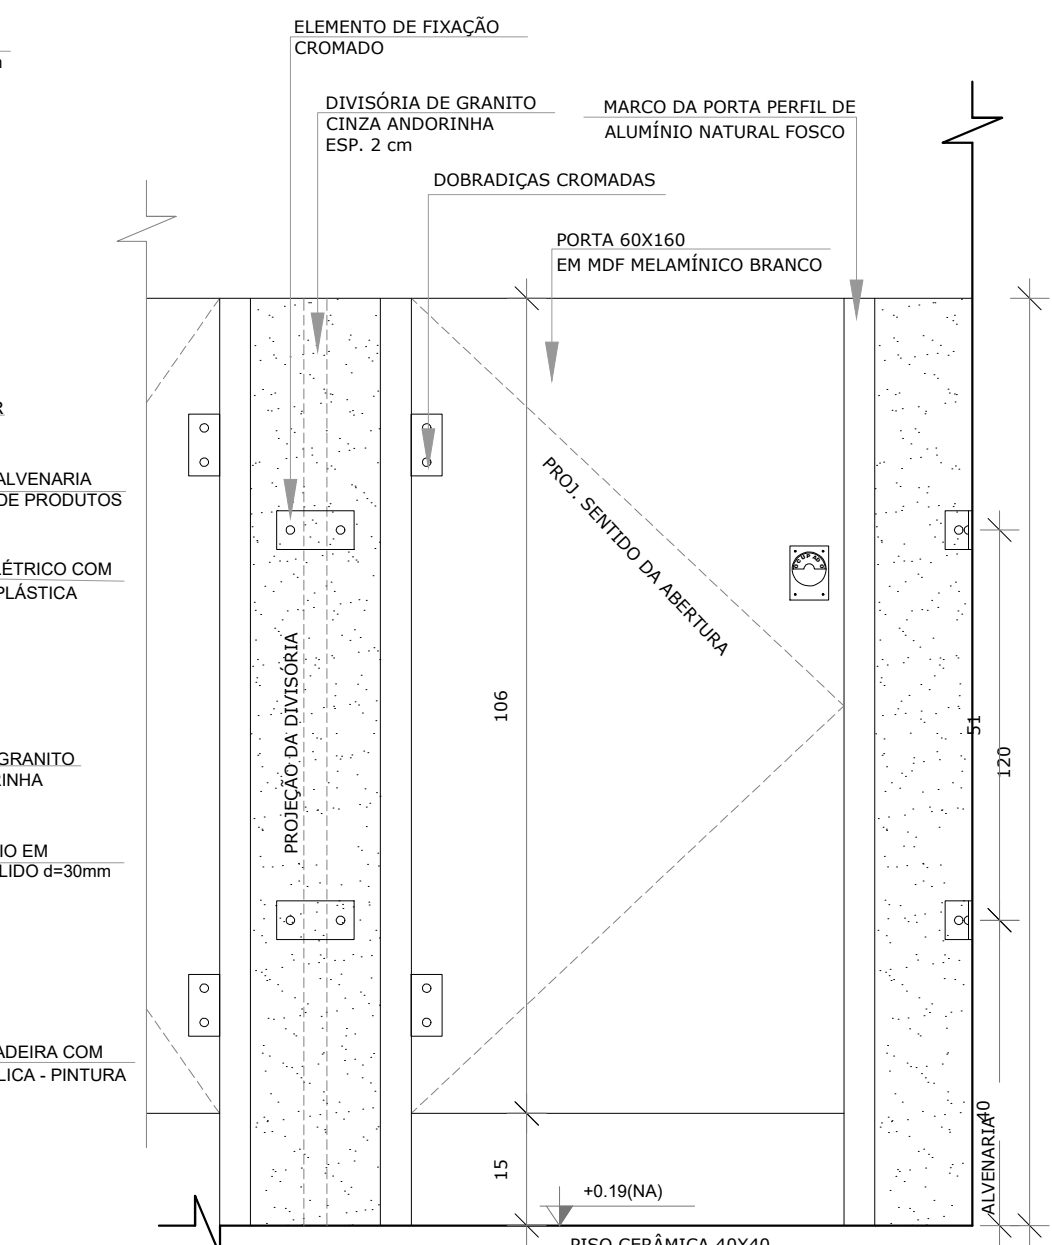 ELEMENTO DE FIXAÇÃO
CROMADO
DIVISÓRIA DE GRANITO
CINZA ANDORINHA
ESP. 2 cm
MARCO DA PORTA PERFIL DE
ALUMÍNIO NATURAL FOSCO
DOBRADIÇAS CROMADAS
PORTA 60X160
EM MDF MELAMÍNICO BRANCO
ALVENARIA
DE PRODUTOS
LÉTRICO COM
PLÁSTICA
GRANITO
RINHA
IO EM
LIDO d=30mm
ADEIRA COM
LICA - PINTURA
PROJEÇÃO DA DIVISÓRIA
PROJ. SENTIDO DA ABERTURA
OCUPADO
106
15
51
120
40
ALVENARIA
+0.19(NA)
PISO CERÂMICA 40X40